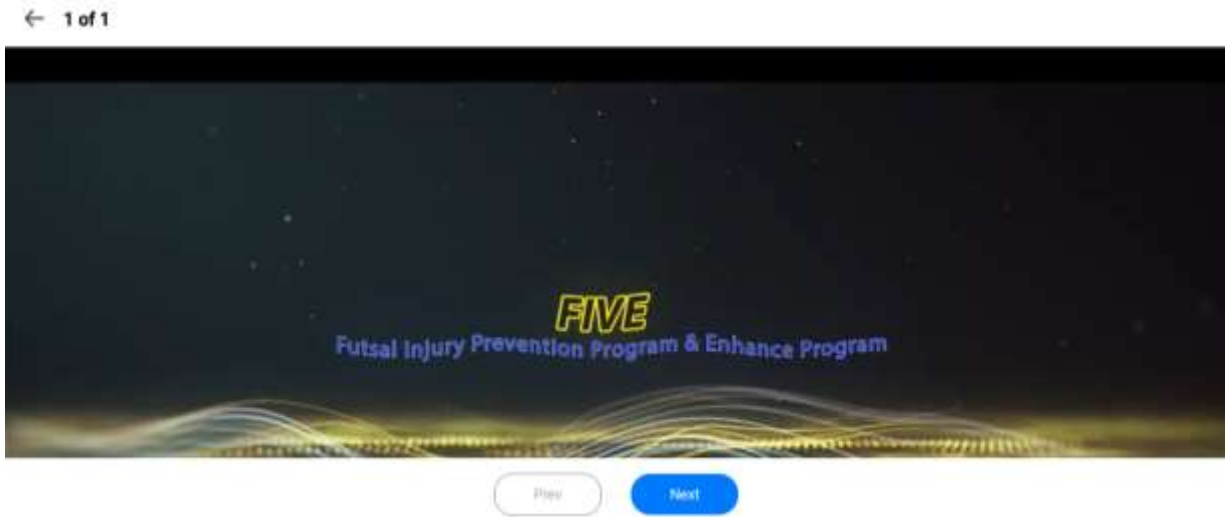 1 of 1
FIVE
Futsal Injury Prevention Program & Enhance Program
Prev
Next